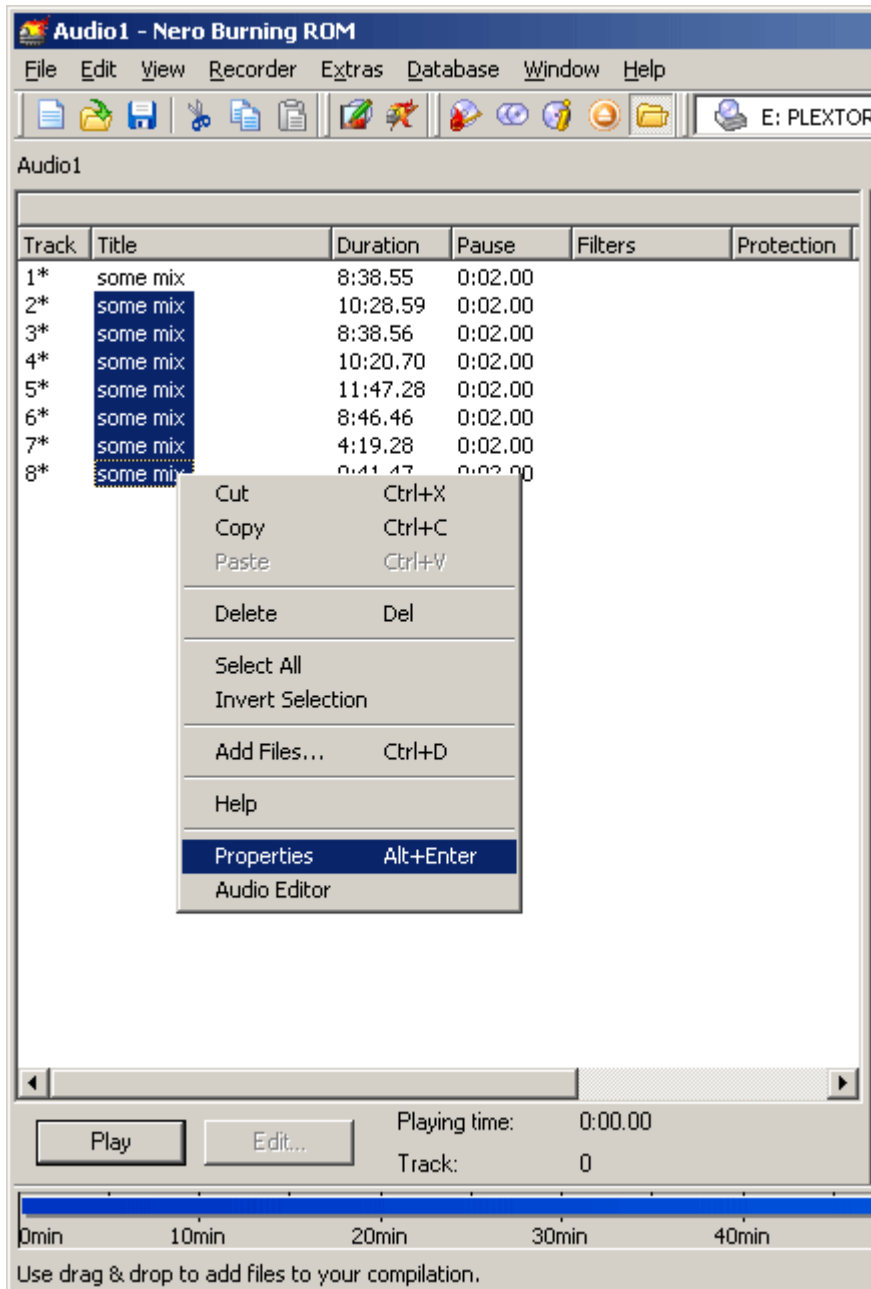 Audio1 - Nero Burning ROM
File Edit View Recorder Extras Database Window Help
E: PLEXTOR
Audio1
Track Title Duration Pause Filters Protection
1* some mix 8:38.55 0:02.00
2* some mix 10:28.59 0:02.00
3* some mix 8:38.56 0:02.00
4* some mix 10:20.70 0:02.00
5* some mix 11:47.28 0:02.00
6* some mix 8:46.46 0:02.00
7* some mix 4:19.28 0:02.00
8* some mix 0:02.00
Cut Ctrl+X
Copy Ctrl+C
Paste Ctrl+V
Delete Del
Select All
Invert Selection
Add Files... Ctrl+D
Help
Properties Alt+Enter
Audio Editor
Play Edit... Playing time: 0:00.00
Track: 0
0min 10min 20min 30min 40min
Use drag & drop to add files to your compilation.